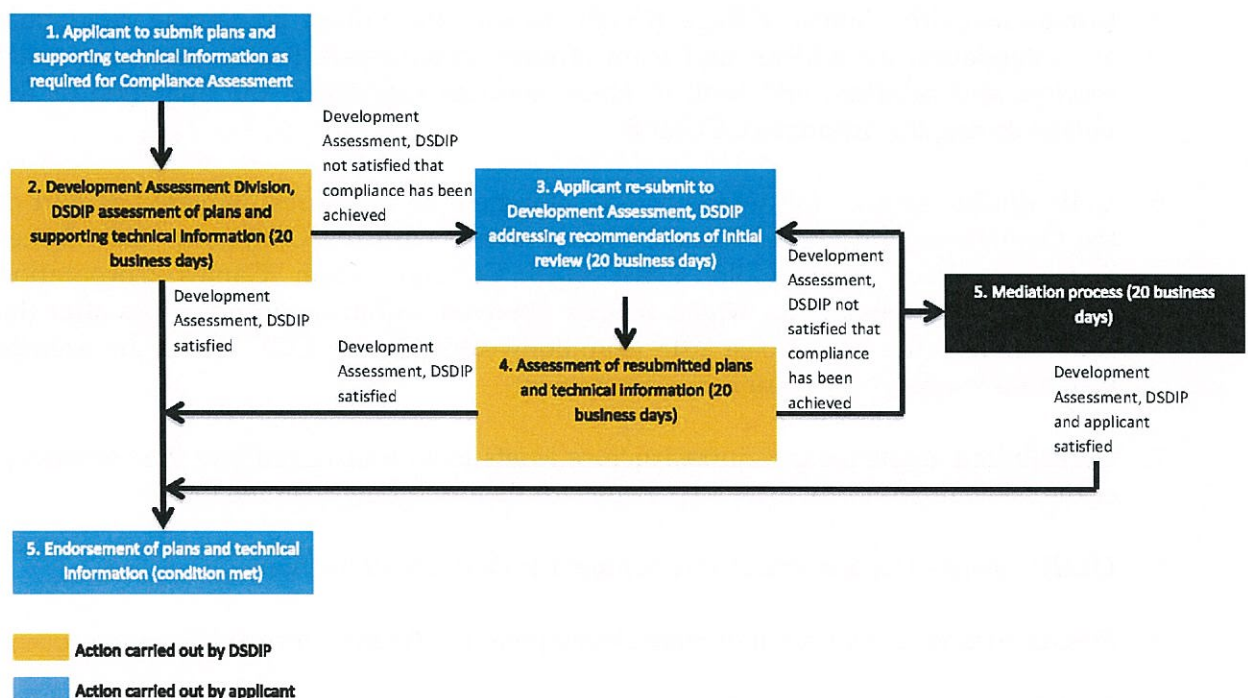 1. Applicant to submit plans and
supporting technical information as
required for Compliance Assessment
Development
Assessment, DSDIP
not satisfied that
compliance has been
achieved
2. Development Assessment Division,
DSDIP assessment of plans and
supporting technical information (20
business days)
3. Applicant re-submit to
Development Assessment, DSDIP
addressing recommendations of initial
review (20 business days)
Development
Assessment, DSDIP
satisfied
Development
Assessment, DSDIP
satisfied
4. Assessment of resubmitted plans
and technical information (20
business days)
Development
Assessment,
DSDIP not
satisfied that
compliance
has been
achieved
5. Mediation process (20 business
days)
Development
Assessment, DSDIP
and applicant
satisfied
5. Endorsement of plans and technical
information (condition met)
Action carried out by DSDIP
Action carried out by applicant